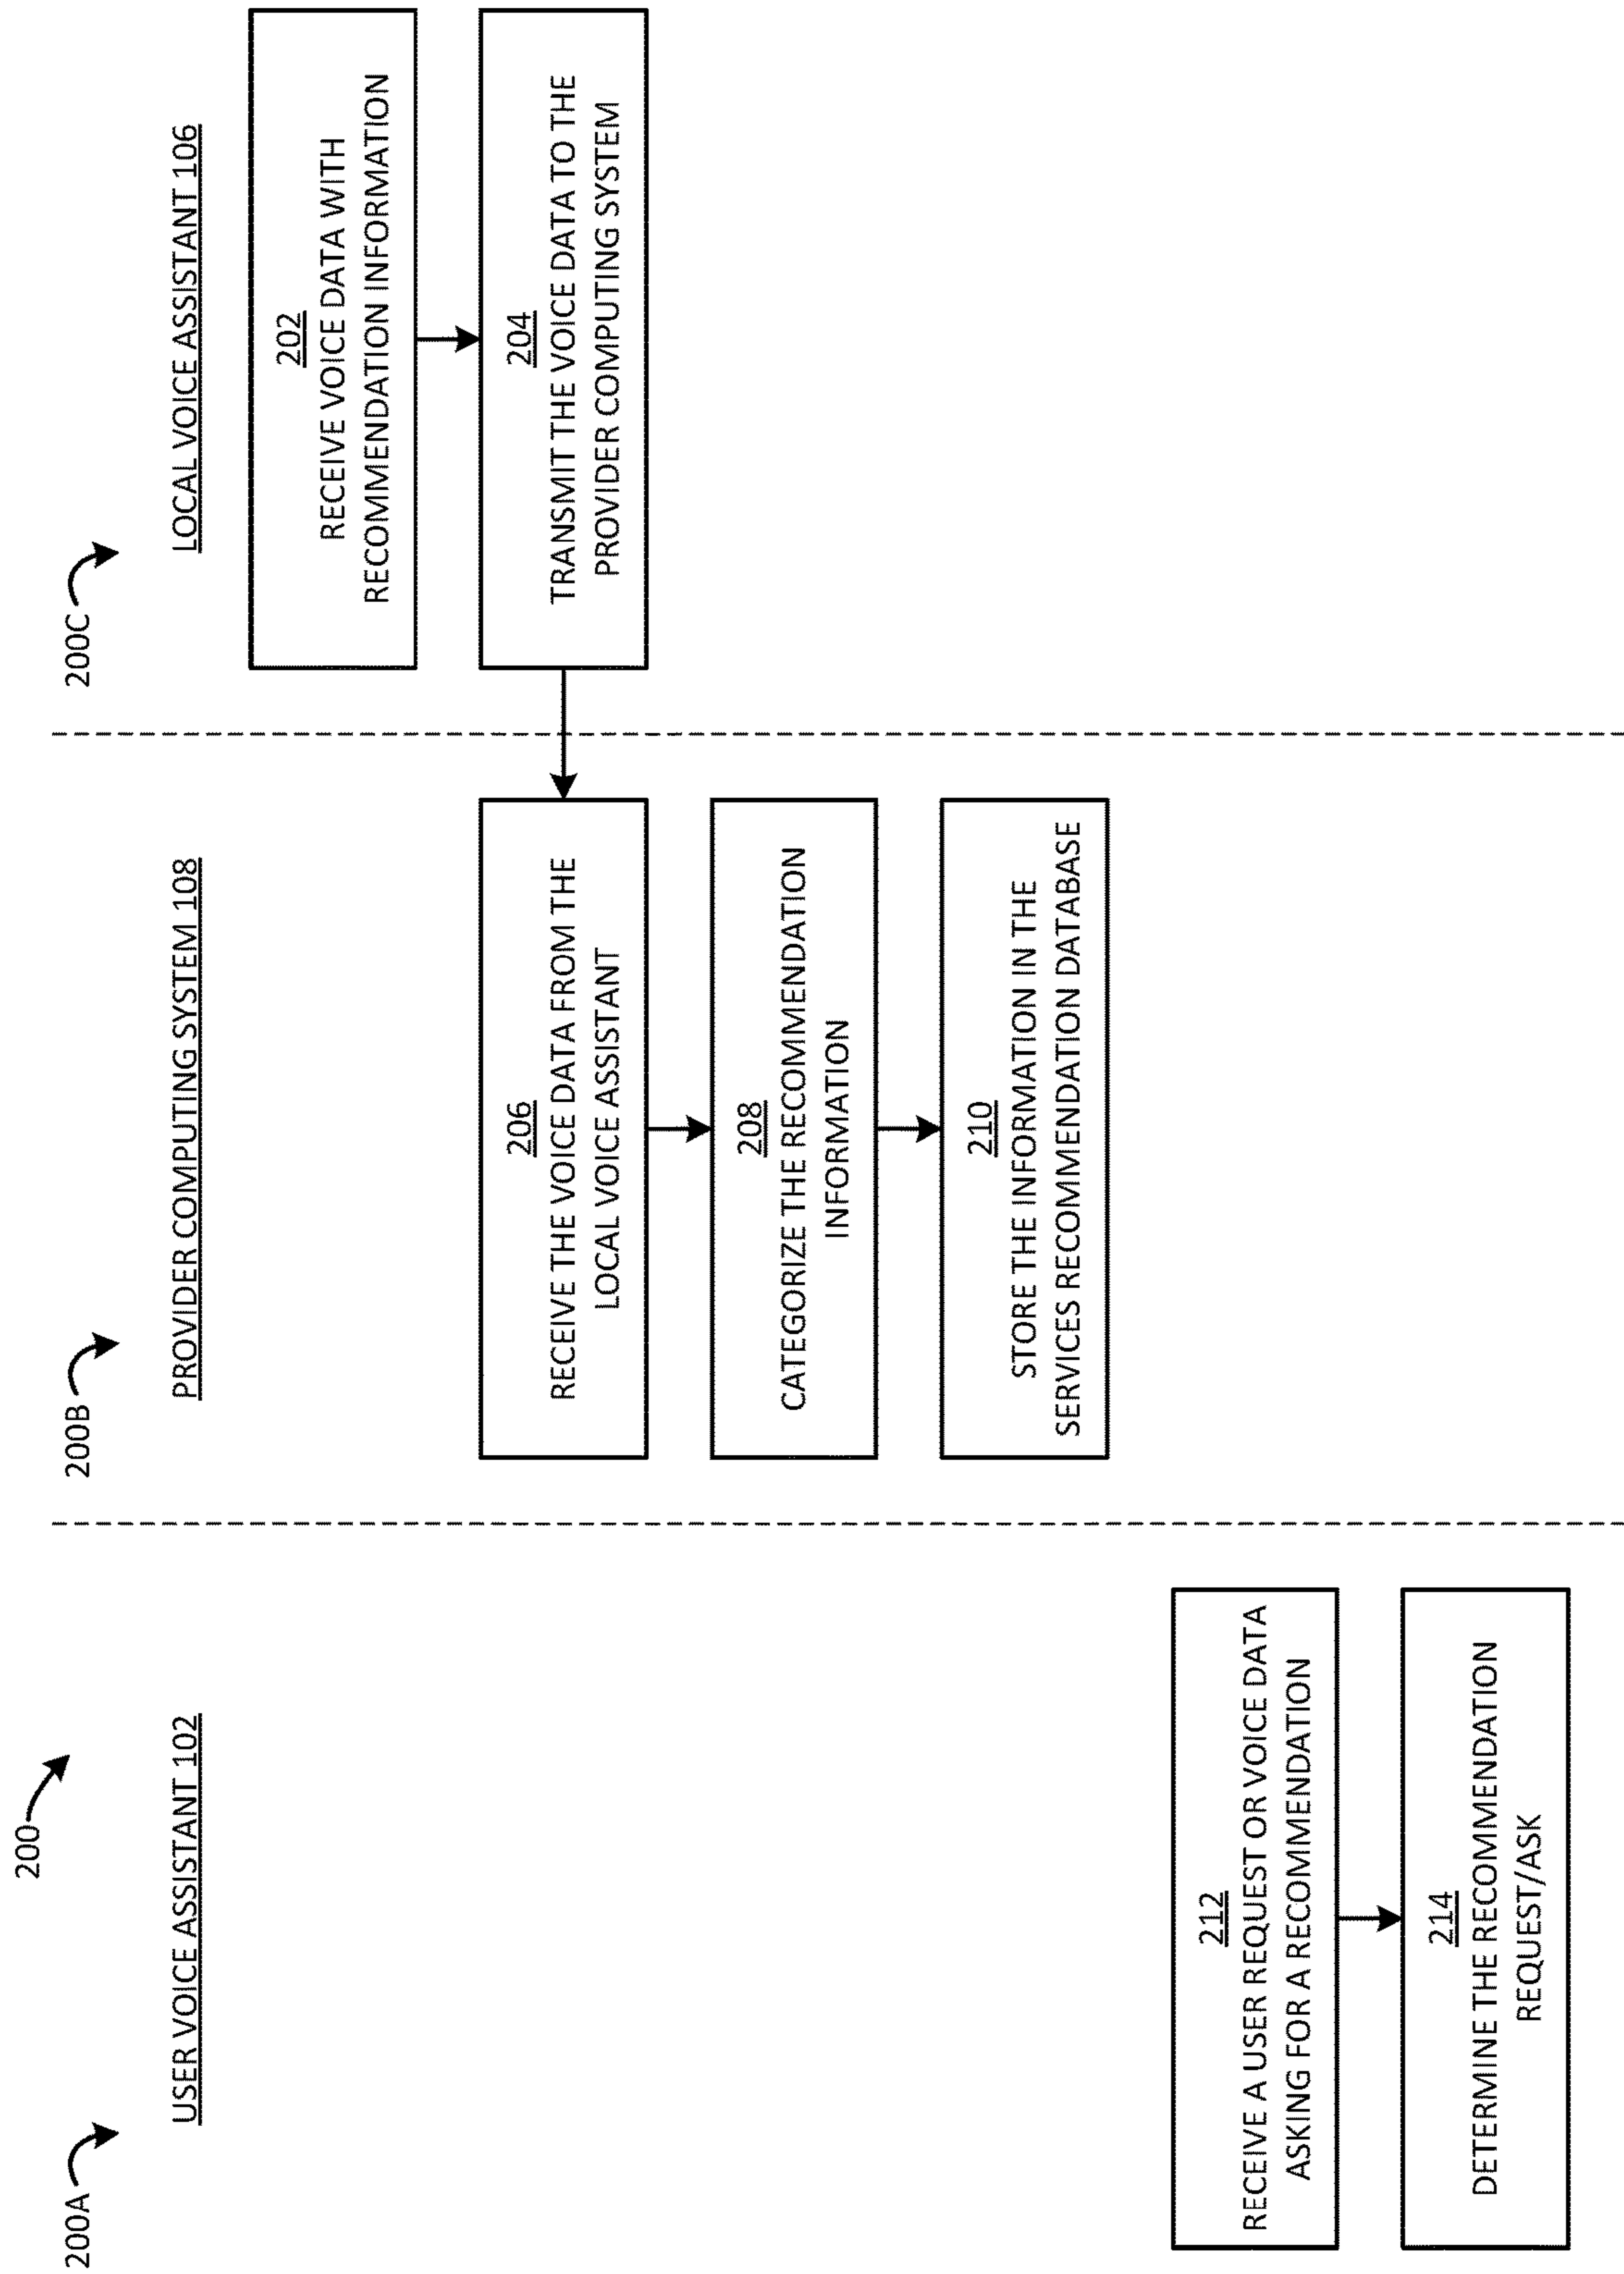 200
200A
USER VOICE ASSISTANT 102
200B
PROVIDER COMPUTING SYSTEM 108
200C
LOCAL VOICE ASSISTANT 106
202
RECEIVE VOICE DATA WITH
RECOMMENDATION INFORMATION
204
TRANSMIT THE VOICE DATA TO THE
PROVIDER COMPUTING SYSTEM
206
RECEIVE THE VOICE DATA FROM THE
LOCAL VOICE ASSISTANT
208
CATEGORIZE THE RECOMMENDATION
INFORMATION
210
STORE THE INFORMATION IN THE
SERVICES RECOMMENDATION DATABASE
212
RECEIVE A USER REQUEST OR VOICE DATA
ASKING FOR A RECOMMENDATION
214
DETERMINE THE RECOMMENDATION
REQUEST/ASK